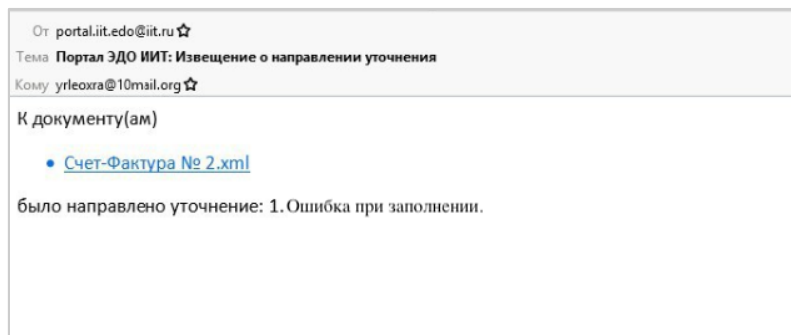 От portal.iit.edo@iit.ru
Тема Портал ЭДО ИИТ: Извещение о направлении уточнения
Кому yrleoxra@10mail.org
К документу(ам)
• Счет-Фактура № 2.xml
было направлено уточнение: 1. Ошибка при заполнении.